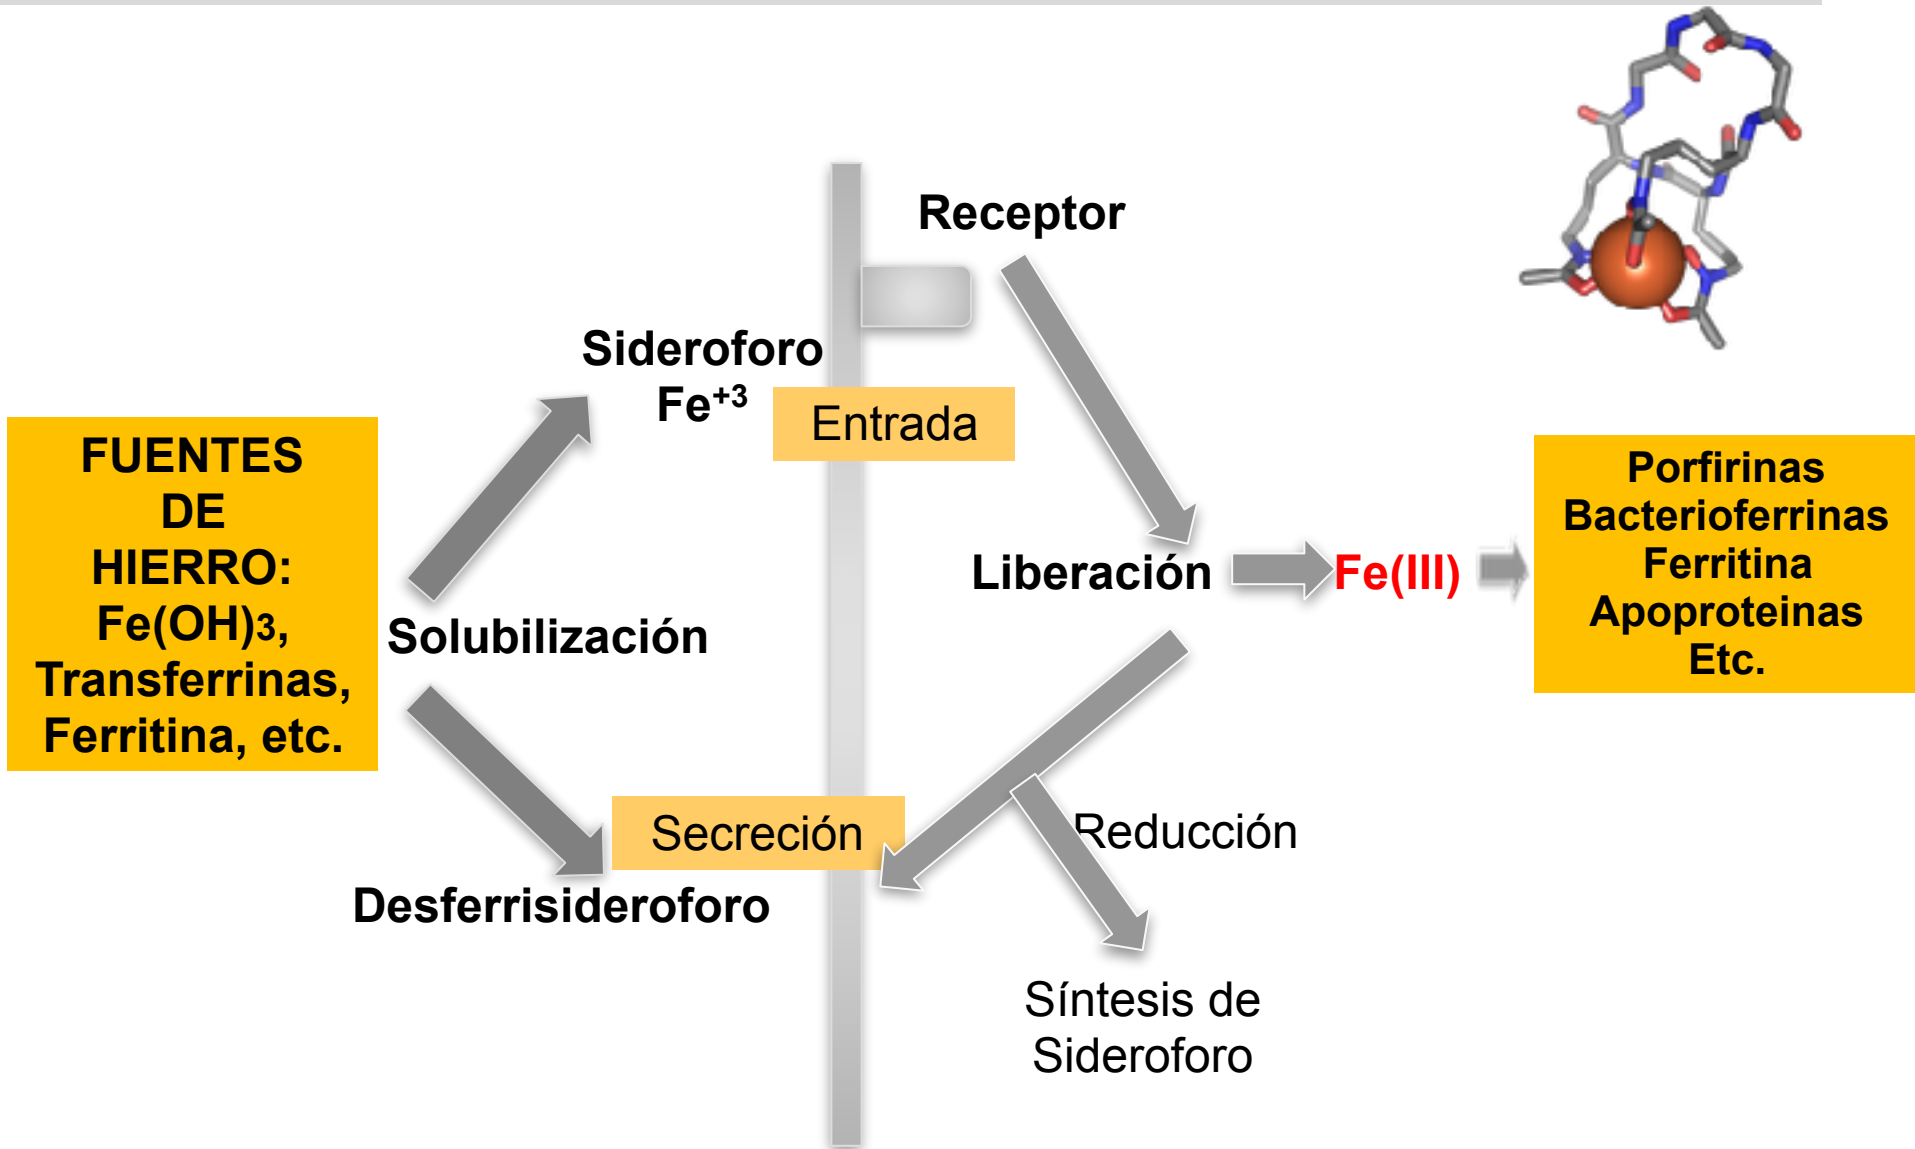 Receptor
Sideroforo
Fe+3
Entrada
FUENTES
DE
HIERRO:
Fe(OH)3,
Transferrinas,
Ferritina, etc.
Solubilización
Liberación
Fe(III)
Porfirinas
Bacterioferrinas
Ferritina
Apoproteinas
Etc.
Secreción
Reducción
Desferrisideroforo
Síntesis de
Sideroforo